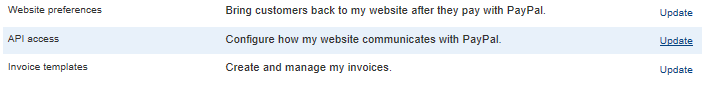 Website preferences Bring customers back to my website after they pay with PayPal. Update
API access Configure how my website communicates with PayPal. Update
Invoice templates Create and manage my invoices. Update